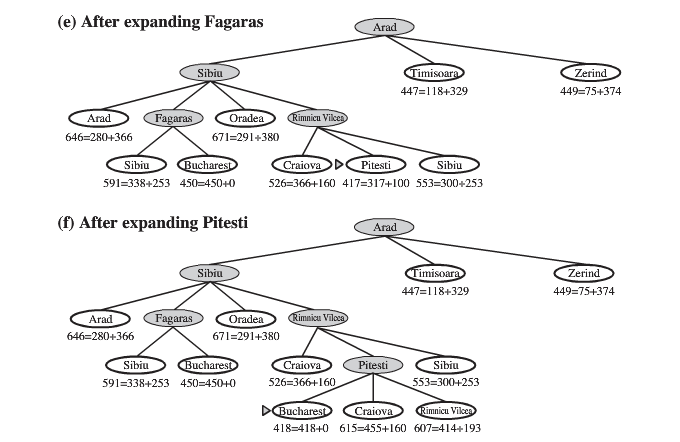 (e) After expanding Fagaras
Arad
Sibiu Timisoara Zerind
447=118+329 449=75+374
Arad Fagaras Oradea Rimnicu Vilcea
646=280+366 671=291+380
Sibiu Bucharest Craiova Pitesti Sibiu
591=338+253 450=450+0 526=366+160 417=317+100 553=300+253
(f) After expanding Pitesti
Arad
Sibiu Timisoara Zerind
447=118+329 449=75+374
Arad Fagaras Oradea Rimnicu Vilcea
646=280+366 671=291+380
Sibiu Bucharest Craiova Pitesti Sibiu
591=338+253 450=450+0 526=366+160 553=300+253
Bucharest Craiova Rimnicu Vilcea
418=418+0 615=455+160 607=414+193